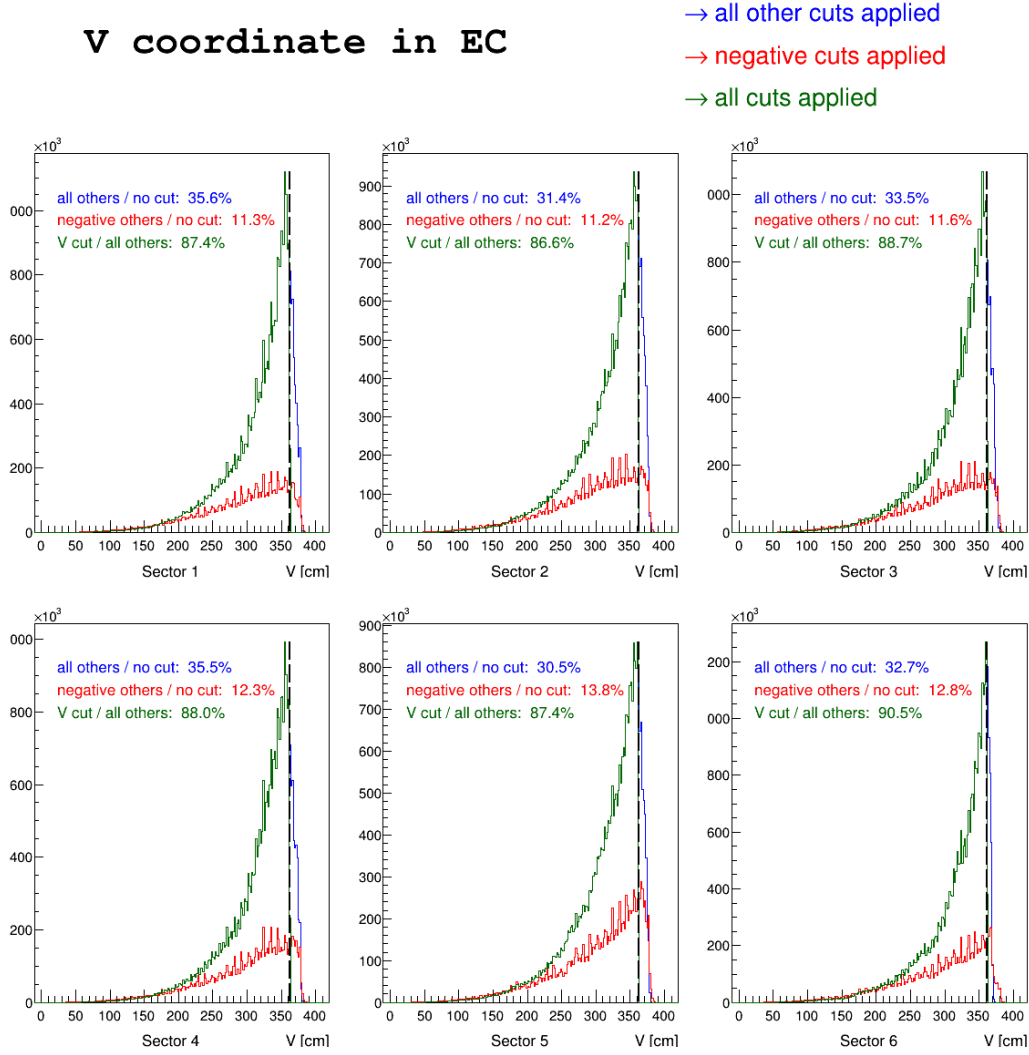 V coordinate in EC
→ all other cuts applied
→ negative cuts applied
→ all cuts applied
×10³
000
800
600
400
200
0
all others / no cut: 35.6%
negative others / no cut: 11.3%
V cut / all others: 87.4%
0 50 100 150 200 250 300 350 400
Sector 1 V [cm]
×10³
900
800
700
600
500
400
300
200
100
0
all others / no cut: 31.4%
negative others / no cut: 11.2%
V cut / all others: 86.6%
0 50 100 150 200 250 300 350 400
Sector 2 V [cm]
×10³
000
800
600
400
200
0
all others / no cut: 33.5%
negative others / no cut: 11.6%
V cut / all others: 88.7%
0 50 100 150 200 250 300 350 400
Sector 3 V [cm]
×10³
000
800
600
400
200
0
all others / no cut: 35.5%
negative others / no cut: 12.3%
V cut / all others: 88.0%
0 50 100 150 200 250 300 350 400
Sector 4 V [cm]
×10³
900
800
700
600
500
400
300
200
100
0
all others / no cut: 30.5%
negative others / no cut: 13.8%
V cut / all others: 87.4%
0 50 100 150 200 250 300 350 400
Sector 5 V [cm]
×10³
200
000
800
600
400
200
0
all others / no cut: 32.7%
negative others / no cut: 12.8%
V cut / all others: 90.5%
0 50 100 150 200 250 300 350 400
Sector 6 V [cm]